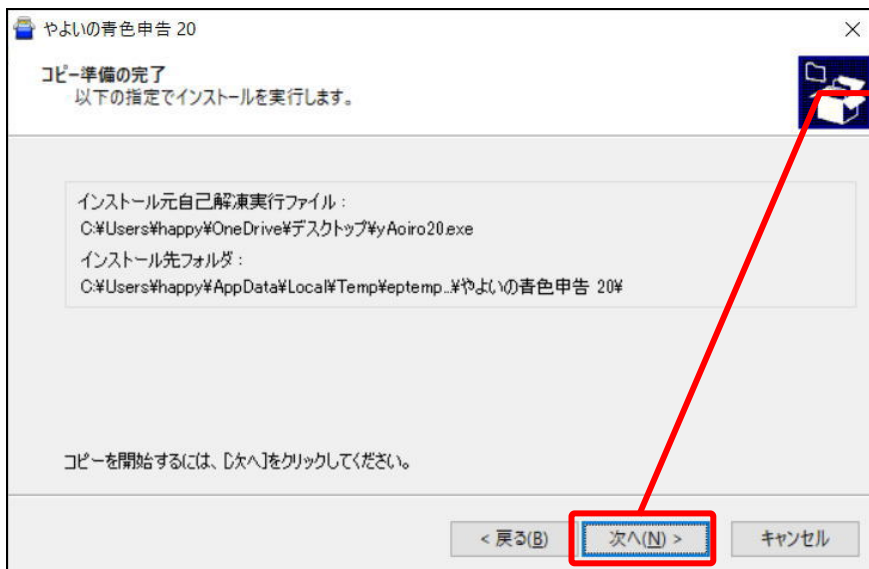 やよいの青色申告 20
コピー準備の完了
以下の指定でインストールを実行します。
インストール元自己解凍実行ファイル：
C:¥Users¥happy¥OneDrive¥デスクトップ¥yAoiro20.exe
インストール先フォルダ：
C:¥Users¥happy¥AppData¥Local¥Temp¥eptemp...¥やよいの青色申告 20¥
コピーを開始するには、[次へ]をクリックしてください。
< 戻る(B)
次へ(N) >
キャンセル